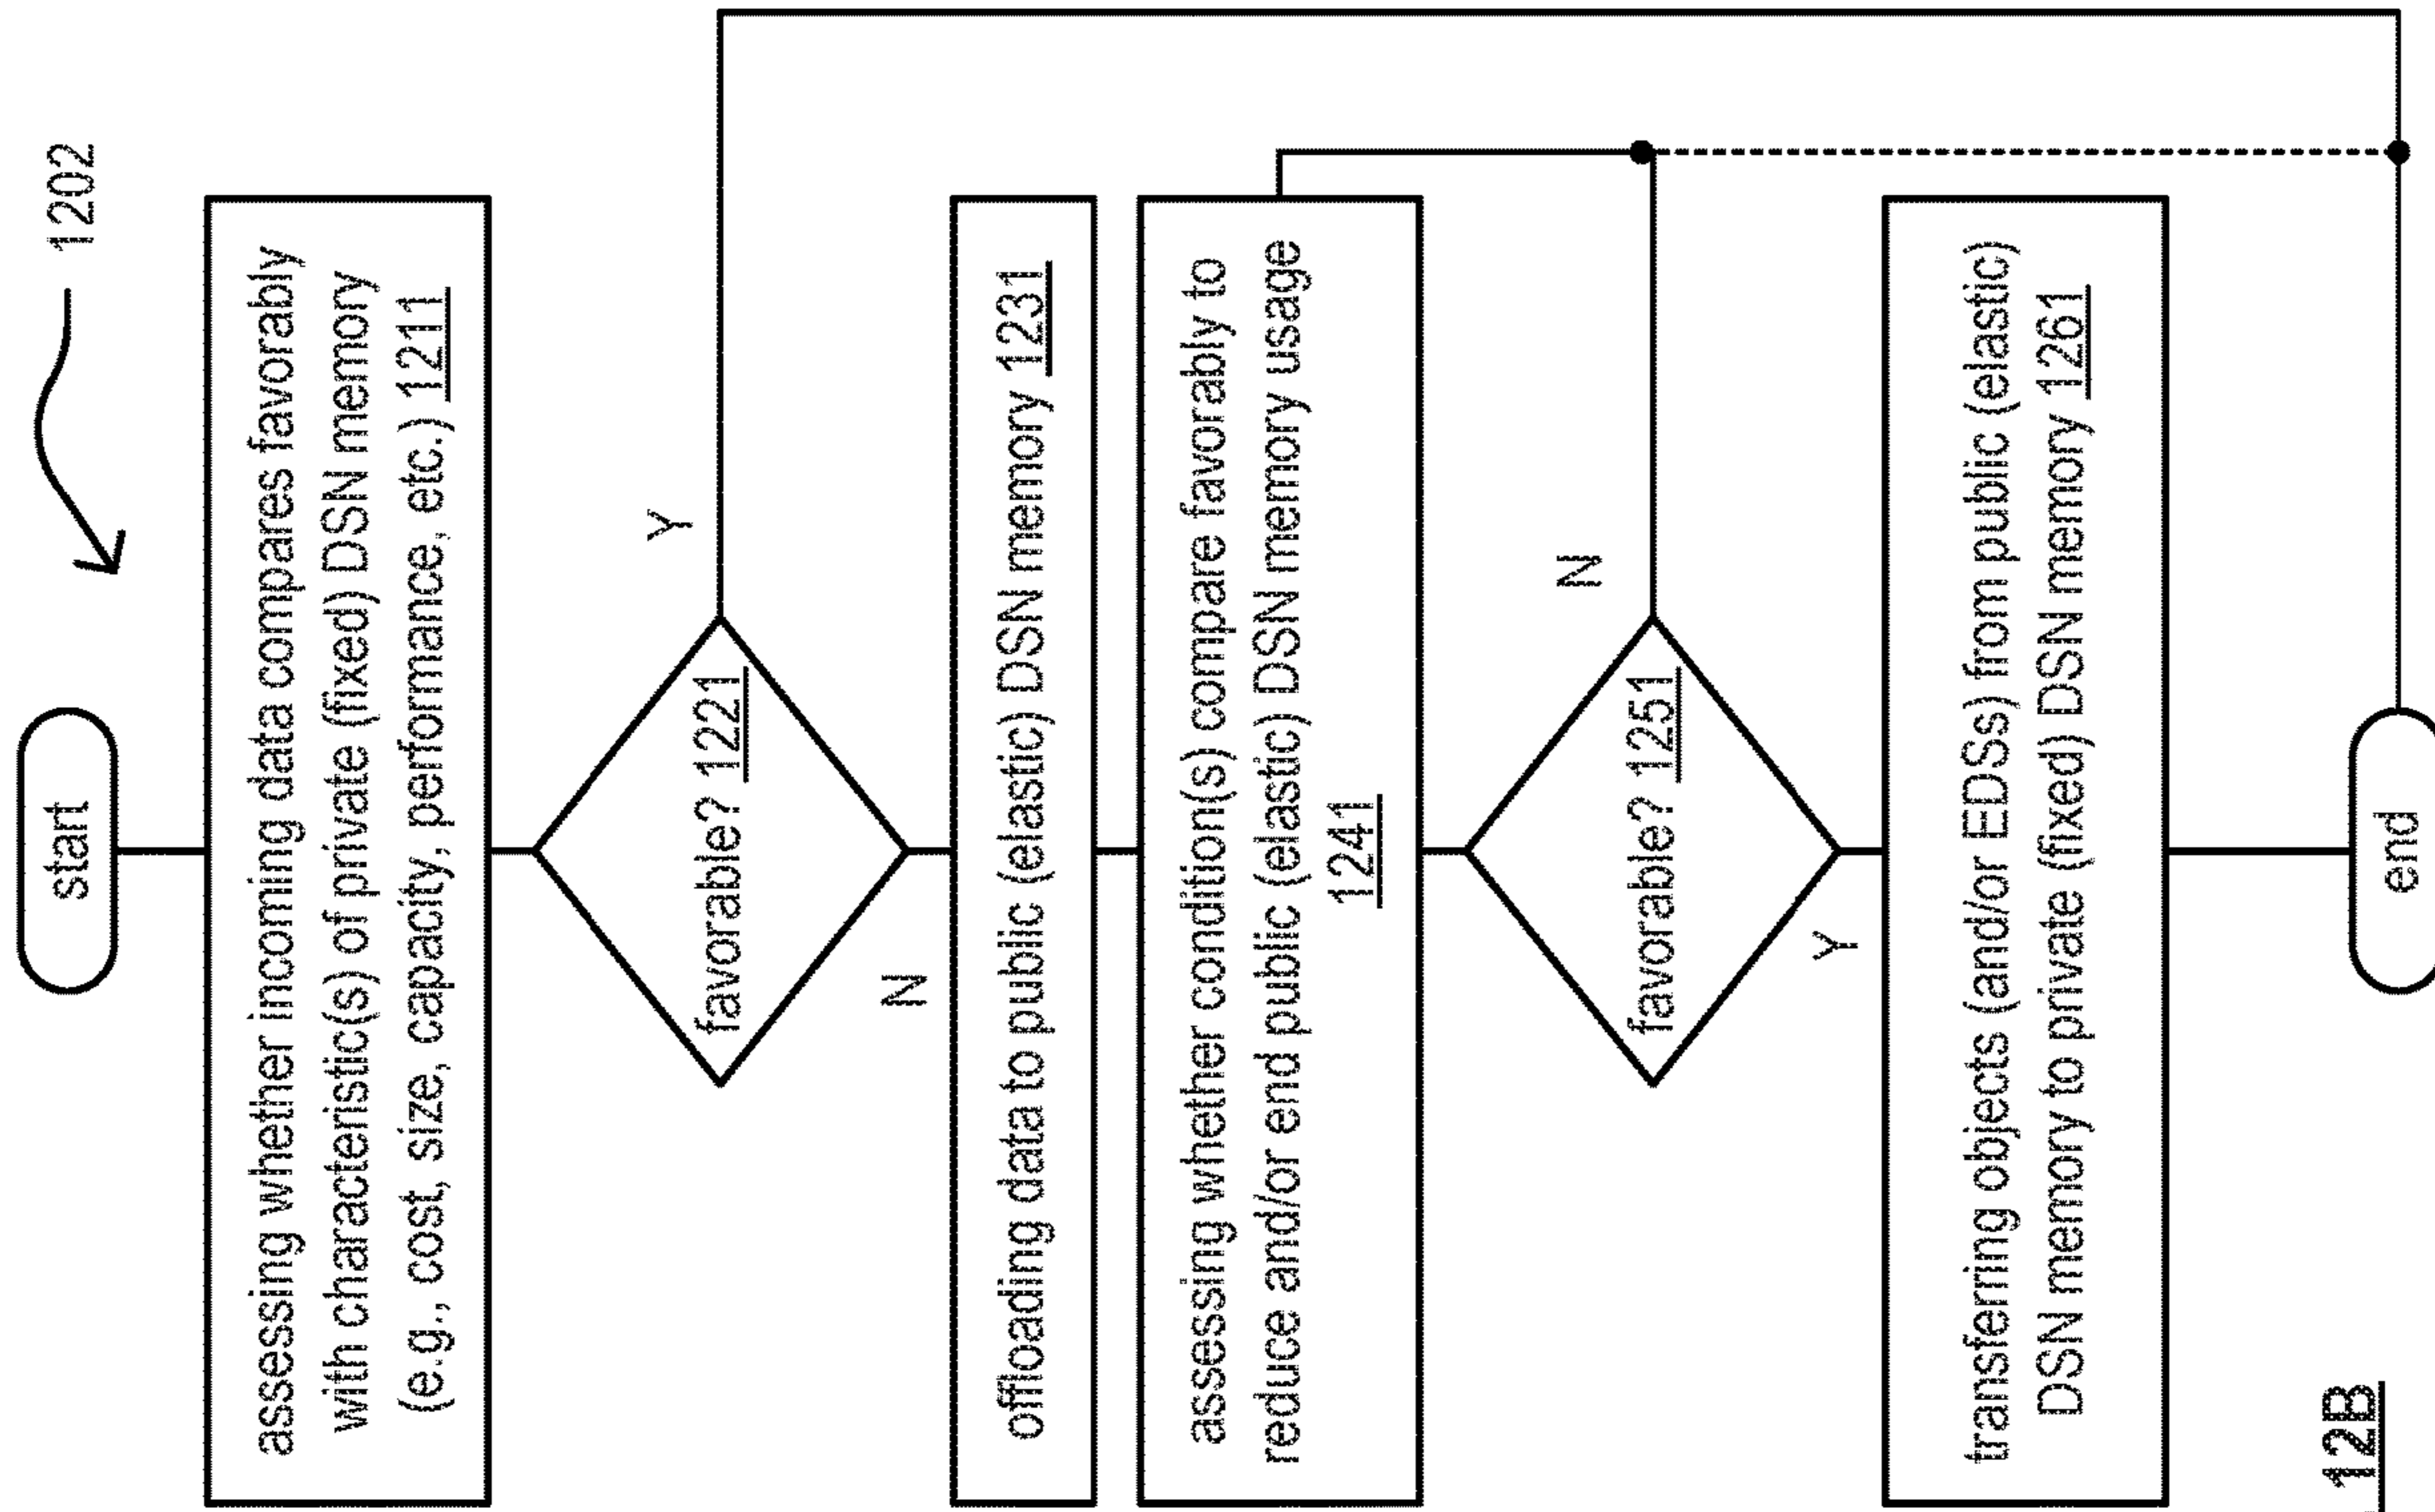 1202
start
assessing whether incoming data compares favorably
with characteristic(s) of private (fixed) DSN memory
(e.g., cost, size, capacity, performance, etc.) 1211
favorable? 1221
Y
N
offloading data to public (elastic) DSN memory 1231
assessing whether condition(s) compare favorably to
reduce and/or end public (elastic) DSN memory usage
1241
favorable? 1251
N
Y
transferring objects (and/or EDSs) from public (elastic)
DSN memory to private (fixed) DSN memory 1261
end
12B